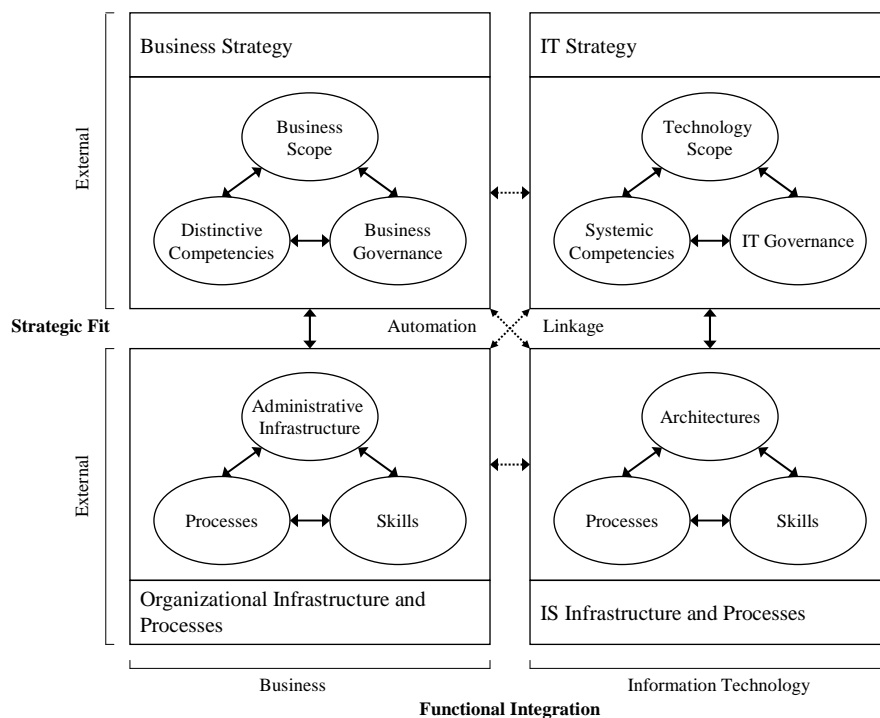 Business Strategy
IT Strategy
External
Business
Scope
Distinctive
Competencies
Business
Governance
Technology
Scope
Systemic
Competencies
IT Governance
Strategic Fit
Automation
Linkage
External
Administrative
Infrastructure
Processes
Skills
Architectures
Processes
Skills
Organizational Infrastructure and
Processes
IS Infrastructure and Processes
Business
Information Technology
Functional Integration